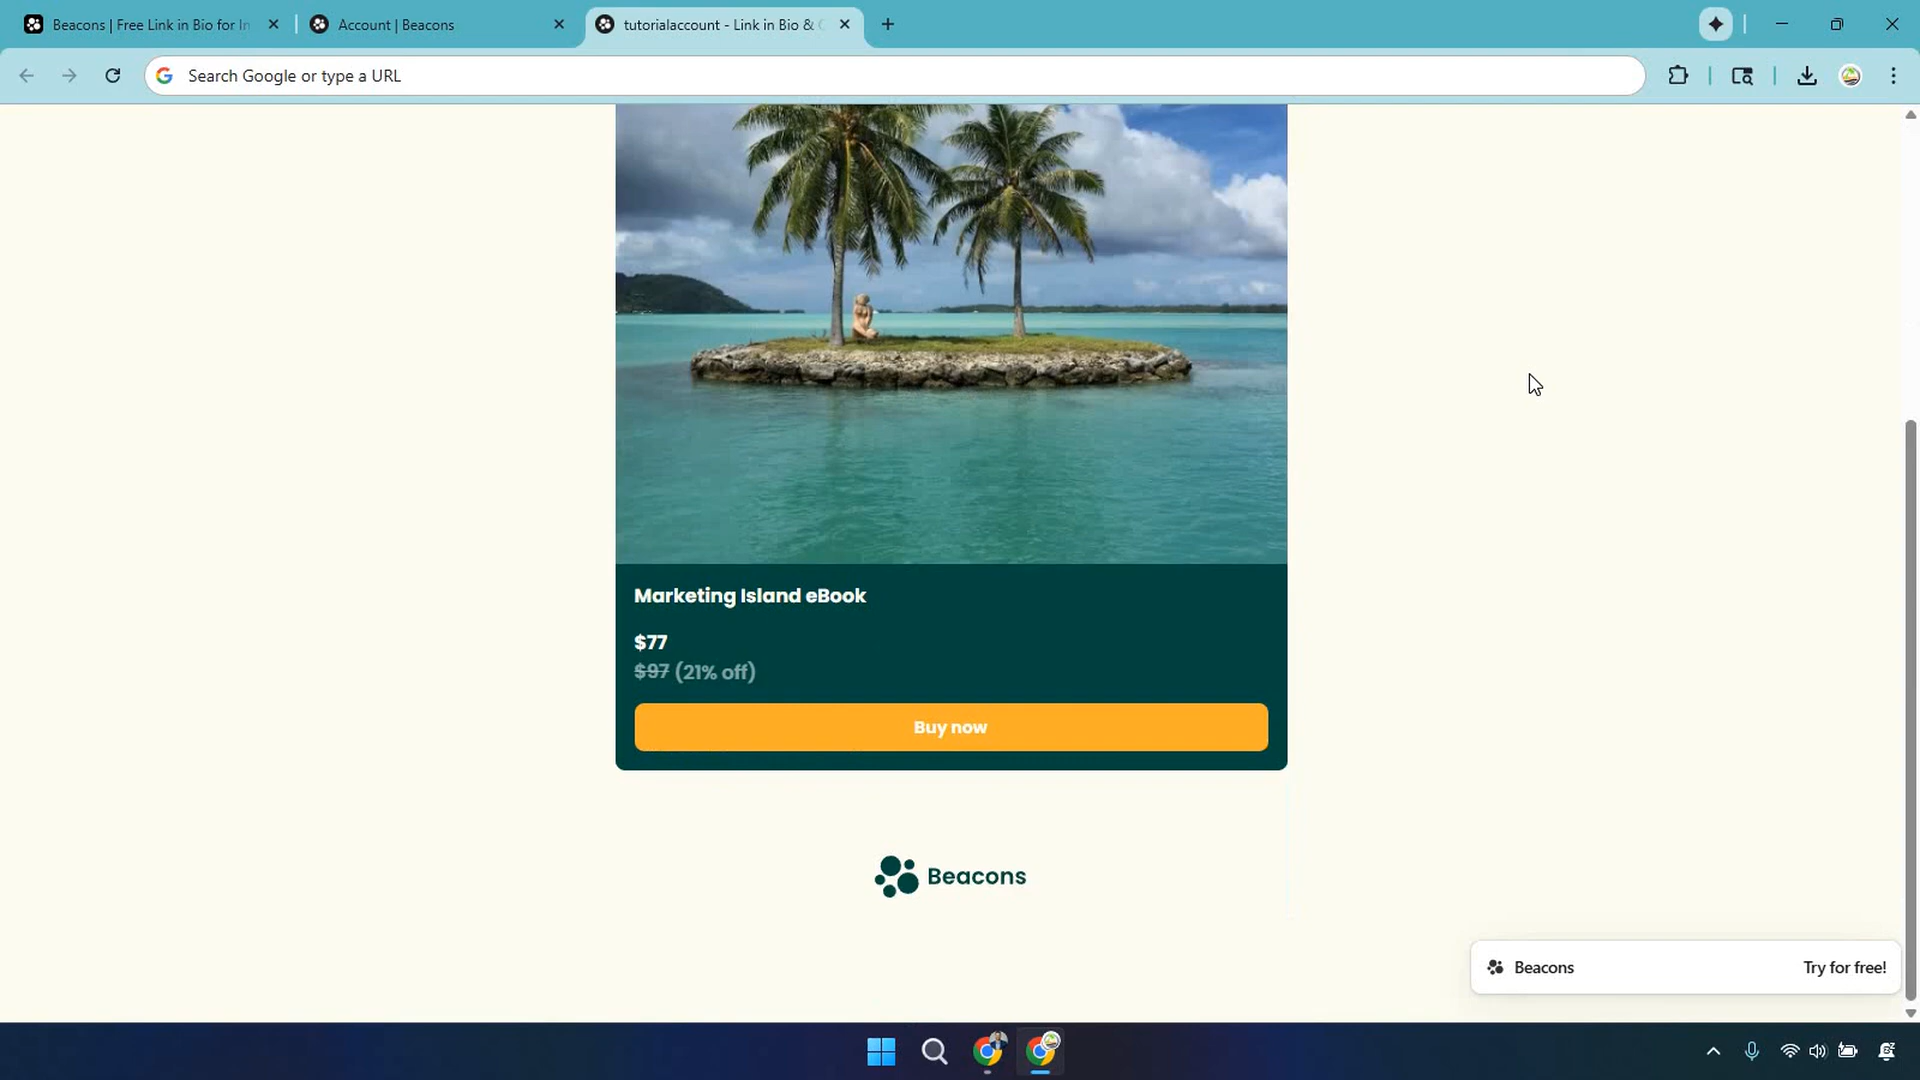 Beacons | Free Link in Bio for In
Account | Beacons
tutorialaccount - Link in Bio &
Search Google or type a URL
Marketing Island eBook
$77
$97 (21% off)
Buy now
Beacons
Beacons
Try for free!